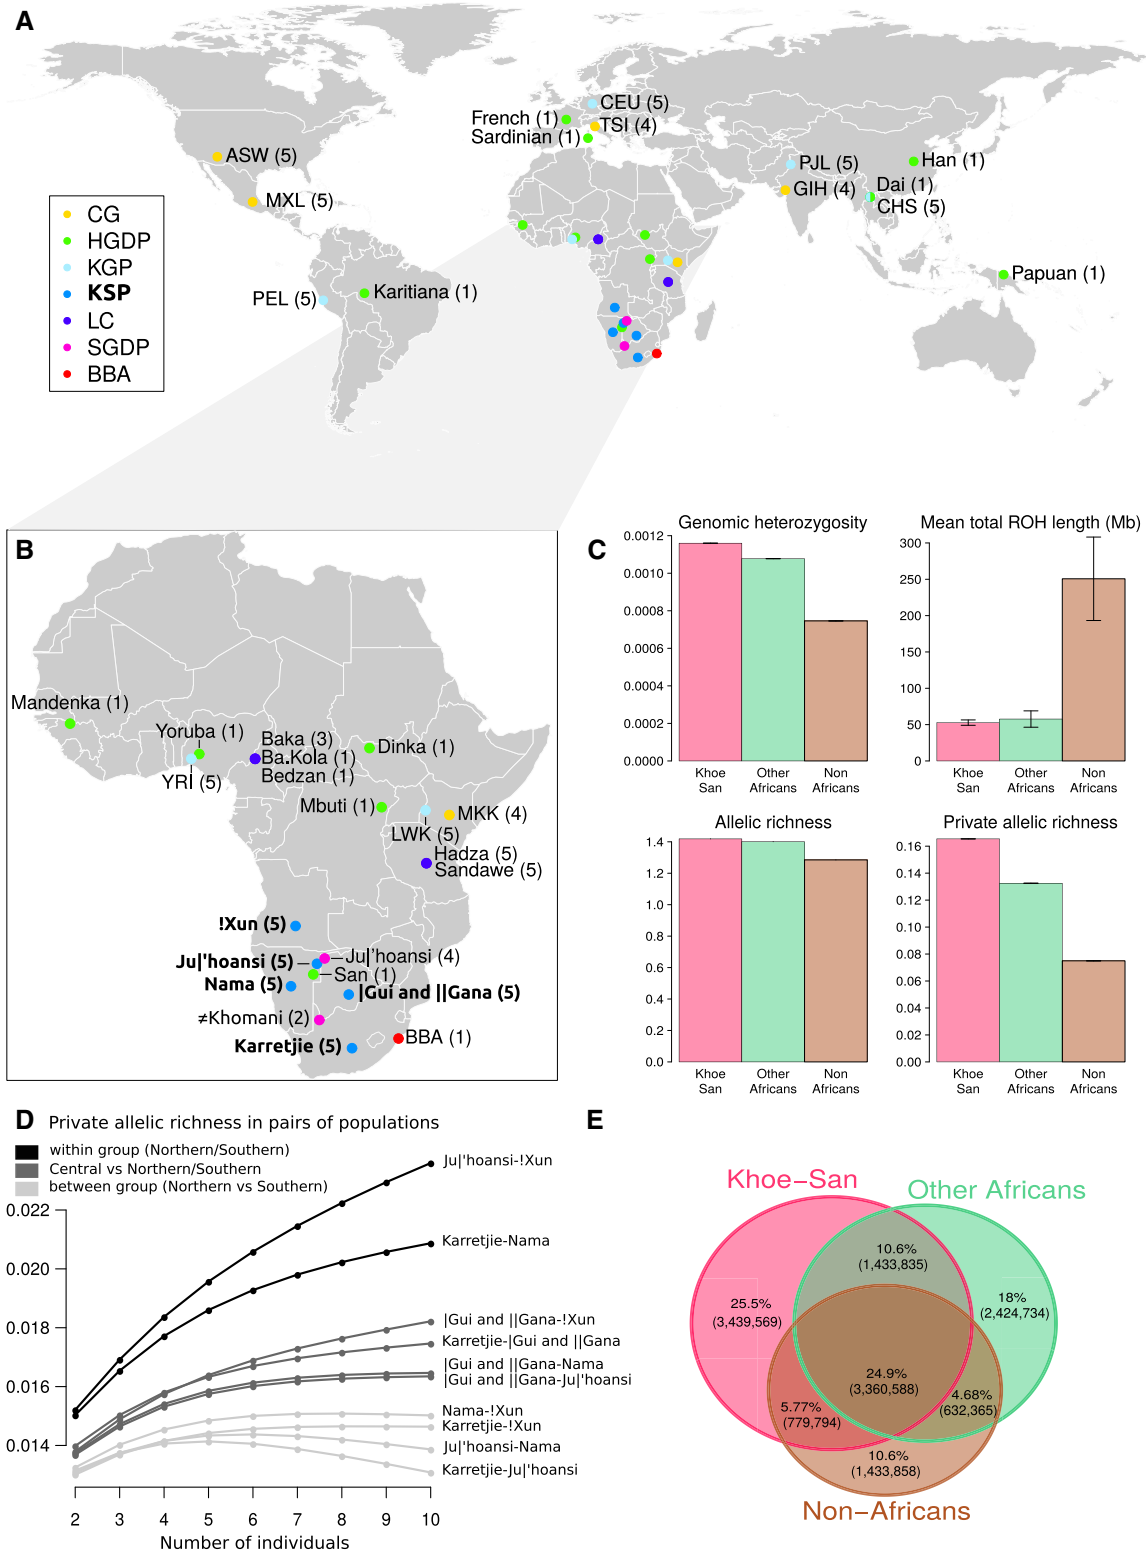 A
CEU (5)
French (1)
TSI (4)
Sardinian (1)
ASW (5)
PJL (5)
Han (1)
GIH (4)
Dai (1)
CHS (5)
MXL (5)
CG
HGDP
KGP
KSP
LC
SGDP
BBA
PEL (5)
Karitiana (1)
Papuan (1)
B
Mandenka (1)
Yoruba (1)
YRI (5)
Baka (3)
Ba.Kola (1)
Bedzan (1)
Dinka (1)
Mbuti (1)
MKK (4)
LWK (5)
Hadza (5)
Sandawe (5)
!Xun (5)
Ju|'hoansi (4)
Ju|'hoansi (5)
San (1)
Nama (5)
|Gui and ||Gana (5)
≠Khomani (2)
Karretjie (5)
BBA (1)
C
Genomic heterozygosity
0.0012
0.0010
0.0008
0.0006
0.0004
0.0002
0.0000
Khoe San
Other Africans
Non Africans
Mean total ROH length (Mb)
300
250
200
150
100
50
0
Khoe San
Other Africans
Non Africans
Allelic richness
1.4
1.2
1.0
0.8
0.6
0.4
0.2
0.0
Khoe San
Other Africans
Non Africans
Private allelic richness
0.16
0.14
0.12
0.10
0.08
0.06
0.04
0.02
0.00
Khoe San
Other Africans
Non Africans
D
Private allelic richness in pairs of populations
within group (Northern/Southern)
Central vs Northern/Southern
between group (Northern vs Southern)
0.022
0.020
0.018
0.016
0.014
Ju|'hoansi-!Xun
Karretjie-Nama
|Gui and ||Gana-!Xun
Karretjie-|Gui and ||Gana
|Gui and ||Gana-Nama
|Gui and ||Gana-Ju|'hoansi
Nama-!Xun
Karretjie-!Xun
Ju|'hoansi-Nama
Karretjie-Ju|'hoansi
2 3 4 5 6 7 8 9 10
Number of individuals
E
Khoe–San
Other Africans
10.6%
(1,433,835)
25.5%
(3,439,569)
18%
(2,424,734)
24.9%
(3,360,588)
4.68%
(632,365)
5.77%
(779,794)
10.6%
(1,433,858)
Non–Africans